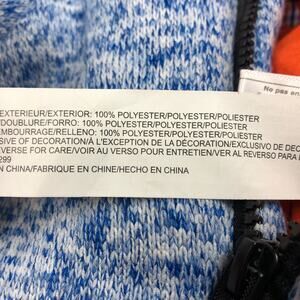 Ne pas en
EXTERIEUR/EXTERIOR: 100% POLYESTER/POLYESTER/POLIESTER
/DOUBLURE/FORRO: 100% POLYESTER/POLYESTER/POLIESTER
EMBOURRAGE/RELLENO: 100% POLYESTER/POLYESTER/POLIESTER
SIVE OF DECORATION/À L'EXCEPTION DE LA DÉCORATION/EXCLUSIVO DE DEC
EVERSE FOR CARE/VOIR AU VERSO POUR ENTRETIEN/VER AL REVERSO PARA L
299
N CHINA/FABRIQUE EN CHINE/HECHO EN CHINA